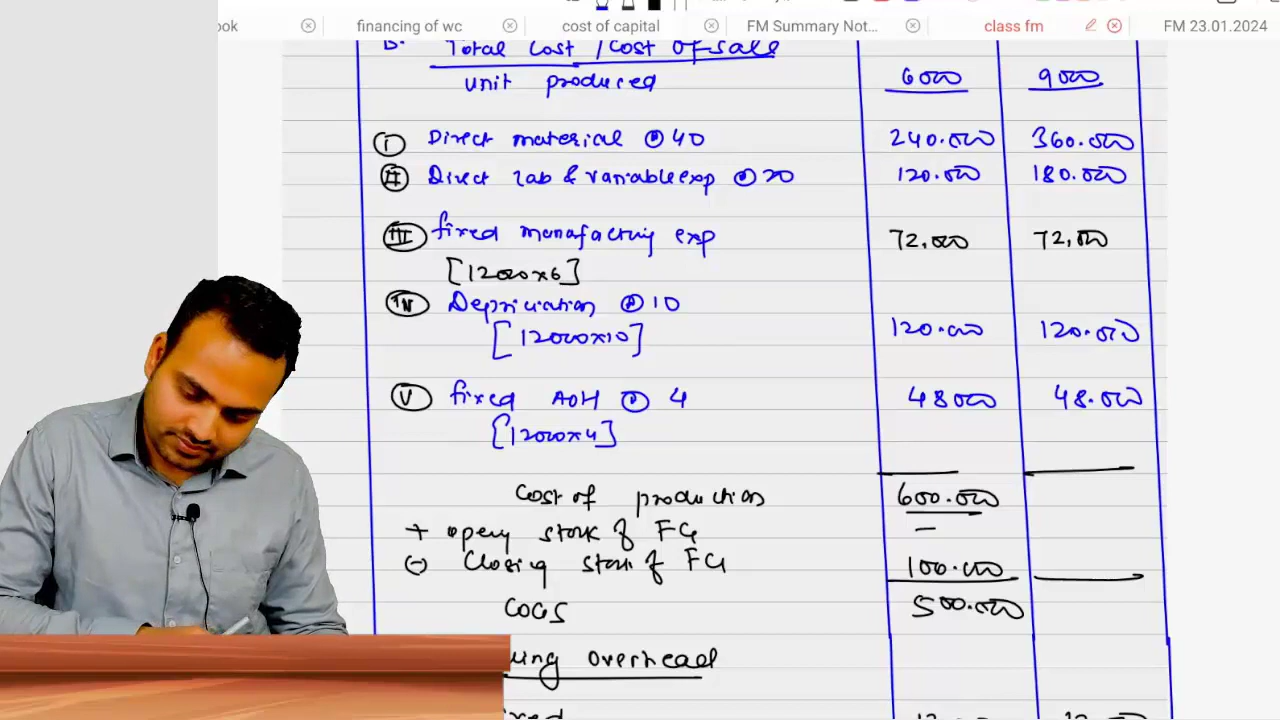 ook financing of wc cost of capital FM Summary Not... class fm FM 23.01.2024
B. Total Cost / Cost of sale
unit produced 6000 9000
(I) Direct material @ 40 240.000 360.000
(II) Direct Lab & variable exp @ 20 120.000 180.000
(III) fixed manafacturing exp 72,000 72,000
[12000x6]
(IV) Depriciation @ 10
[12000x10] 120.000 120.000
(V) fixed AOH @ 4 48000 48.000
[12000x4]
Cost of production 600.000
+ openy stock of FG —
(-) Closing stock of FG 100.000
COGS 500.000
overhead